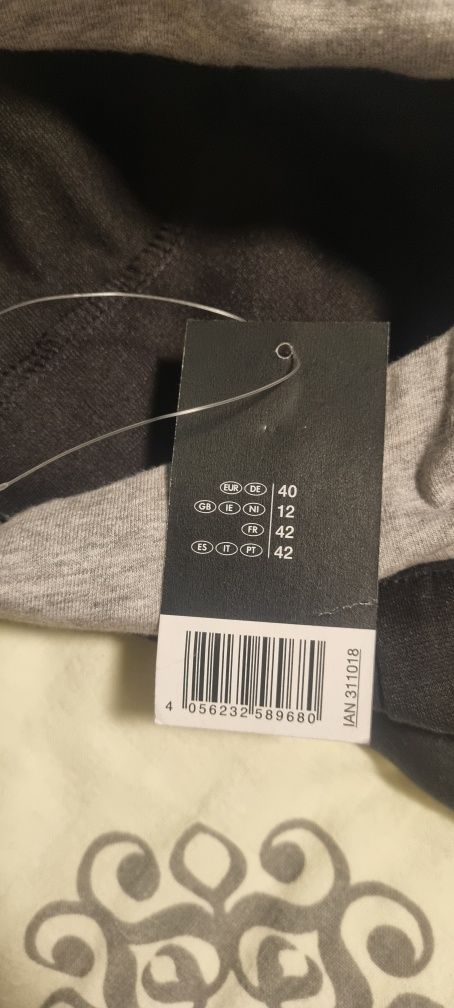 EUR DE 40
GB IE NI 12
FR 42
ES IT PT 42
4 056232 589680
IAN 311018